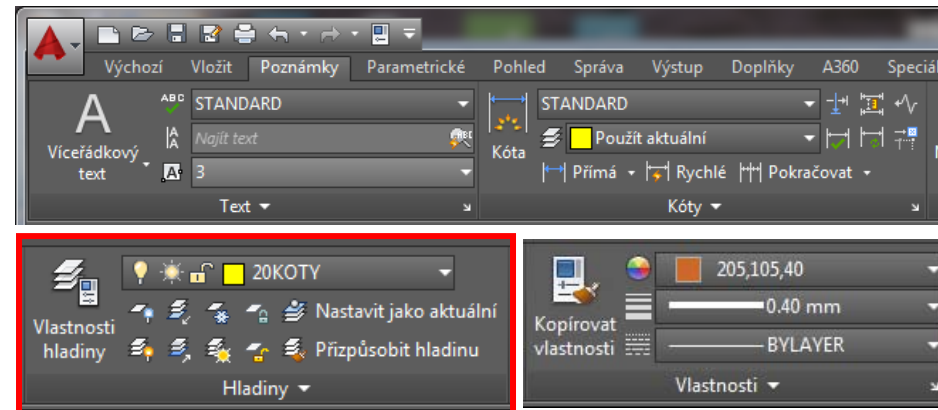 Výchozí Vložit Poznámky Parametrické Pohled Správa Výstup Doplňky A360 Speciál
A
Víceřádkový
text
ABC STANDARD
Najít text
3
Text
Kóta
STANDARD
Použít aktuální
Přímá Rychlé Pokračovat
Kóty
Vlastnosti
hladiny
20KOTY
Nastavit jako aktuální
Přizpůsobit hladinu
Hladiny
Kopírovat
vlastnosti
205,105,40
0.40 mm
BYLAYER
Vlastnosti